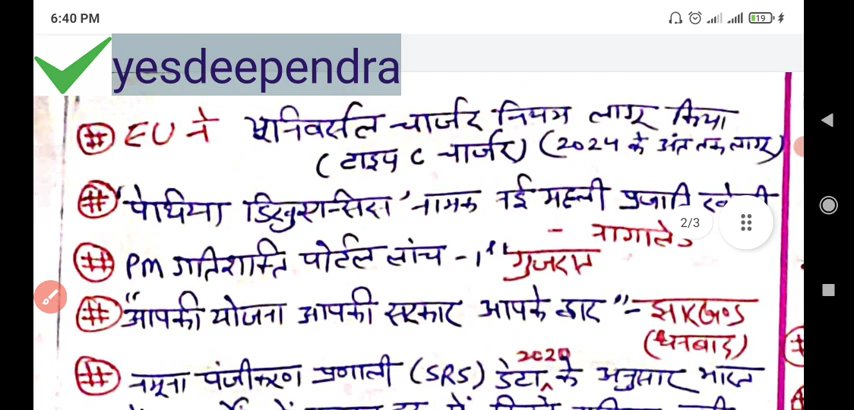 6:40 PM
19
yesdeependra
# EU ने यूनिवर्सल चार्जर नियम लागू किया
(टाइप C चार्जर) (2024 के अंत तक लागू)
# "पेथिया डिब्रुगढ़ नामक नई मछली प्रजाति
2/3
# PM गतिशक्ति पोर्टल लांच - 1st गुजरात
# "आपकी योजना आपकी सरकार आपके द्वार" -
(धनबाद)
# नमूना पंजीकरण प्रणाली (SRS) डेटा 2020 के अनुसार भारत